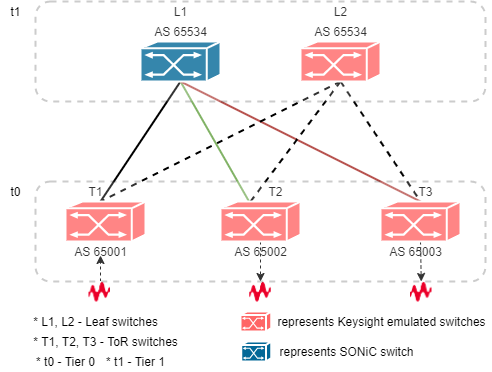 t1
L1
L2
AS 65534
AS 65534
t0
T1
T2
T3
AS 65001
AS 65002
AS 65003
* L1, L2 - Leaf switches
* T1, T2, T3 - ToR switches
* t0 - Tier 0 * t1 - Tier 1
represents Keysight emulated switches
represents SONiC switch